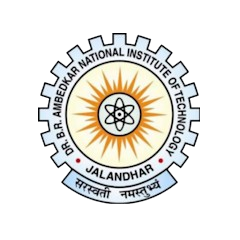 DR. B.R. AMBEDKAR NATIONAL INSTITUTE OF TECHNOLOGY
JALANDHAR
सरस्वती नमस्तुभ्यं